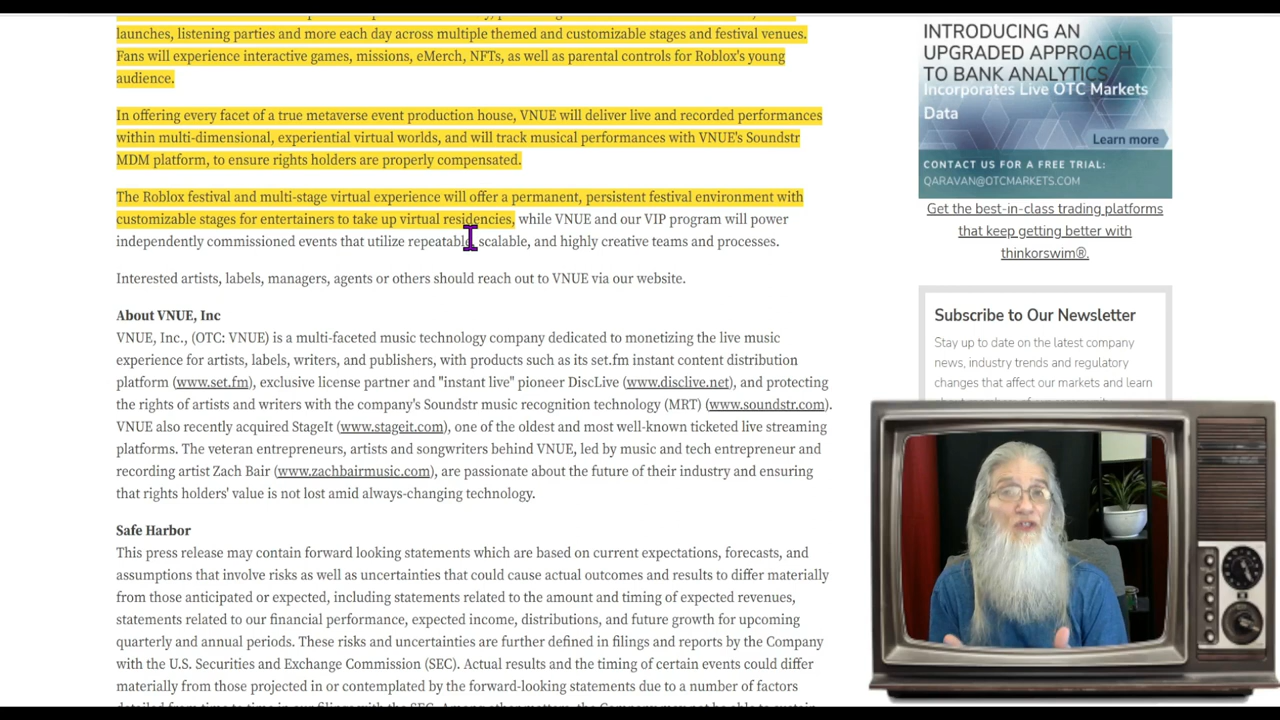 launches, listening parties and more each day across multiple themed and customizable stages and festival venues.
Fans will experience interactive games, missions, eMerch, NFTs, as well as parental controls for Roblox's young
audience.
In offering every facet of a true metaverse event production house, VNUE will deliver live and recorded performances
within multi-dimensional, experiential virtual worlds, and will track musical performances with VNUE's Soundstr
MDM platform, to ensure rights holders are properly compensated.
The Roblox festival and multi-stage virtual experience will offer a permanent, persistent festival environment with
customizable stages for entertainers to take up virtual residencies, while VNUE and our VIP program will power
independently commissioned events that utilize repeatable, scalable, and highly creative teams and processes.
Interested artists, labels, managers, agents or others should reach out to VNUE via our website.
About VNUE, Inc
VNUE, Inc., (OTC: VNUE) is a multi-faceted music technology company dedicated to monetizing the live music
experience for artists, labels, writers, and publishers, with products such as its set.fm instant content distribution
platform (www.set.fm), exclusive license partner and "instant live" pioneer DiscLive (www.disclive.net), and protecting
the rights of artists and writers with the company's Soundstr music recognition technology (MRT) (www.soundstr.com).
VNUE also recently acquired StageIt (www.stageit.com), one of the oldest and most well-known ticketed live streaming
platforms. The veteran entrepreneurs, artists and songwriters behind VNUE, led by music and tech entrepreneur and
recording artist Zach Bair (www.zachbairmusic.com), are passionate about the future of their industry and ensuring
that rights holders' value is not lost amid always-changing technology.
Safe Harbor
This press release may contain forward looking statements which are based on current expectations, forecasts, and
assumptions that involve risks as well as uncertainties that could cause actual outcomes and results to differ materially
from those anticipated or expected, including statements related to the amount and timing of expected revenues,
statements related to our financial performance, expected income, distributions, and future growth for upcoming
quarterly and annual periods. These risks and uncertainties are further defined in filings and reports by the Company
with the U.S. Securities and Exchange Commission (SEC). Actual results and the timing of certain events could differ
materially from those projected in or contemplated by the forward-looking statements due to a number of factors
INTRODUCING AN
UPGRADED APPROACH
TO BANK ANALYTICS
Incorporates Live OTC Markets
Data
Learn more
CONTACT US FOR A FREE TRIAL:
QARAVAN@OTCMARKETS.COM
Get the best-in-class trading platforms
that keep getting better with
thinkorswim®.
Subscribe to Our Newsletter
Stay up to date on the latest company
news, industry trends and regulatory
changes that affect our markets and learn